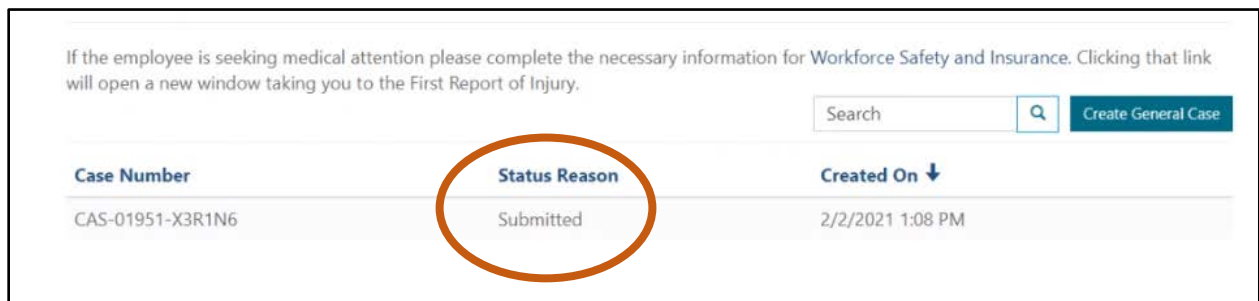 If the employee is seeking medical attention please complete the necessary information for Workforce Safety and Insurance. Clicking that link
will open a new window taking you to the First Report of Injury.
Search Create General Case
Case Number Status Reason Created On
CAS-01951-X3R1N6 Submitted 2/2/2021 1:08 PM